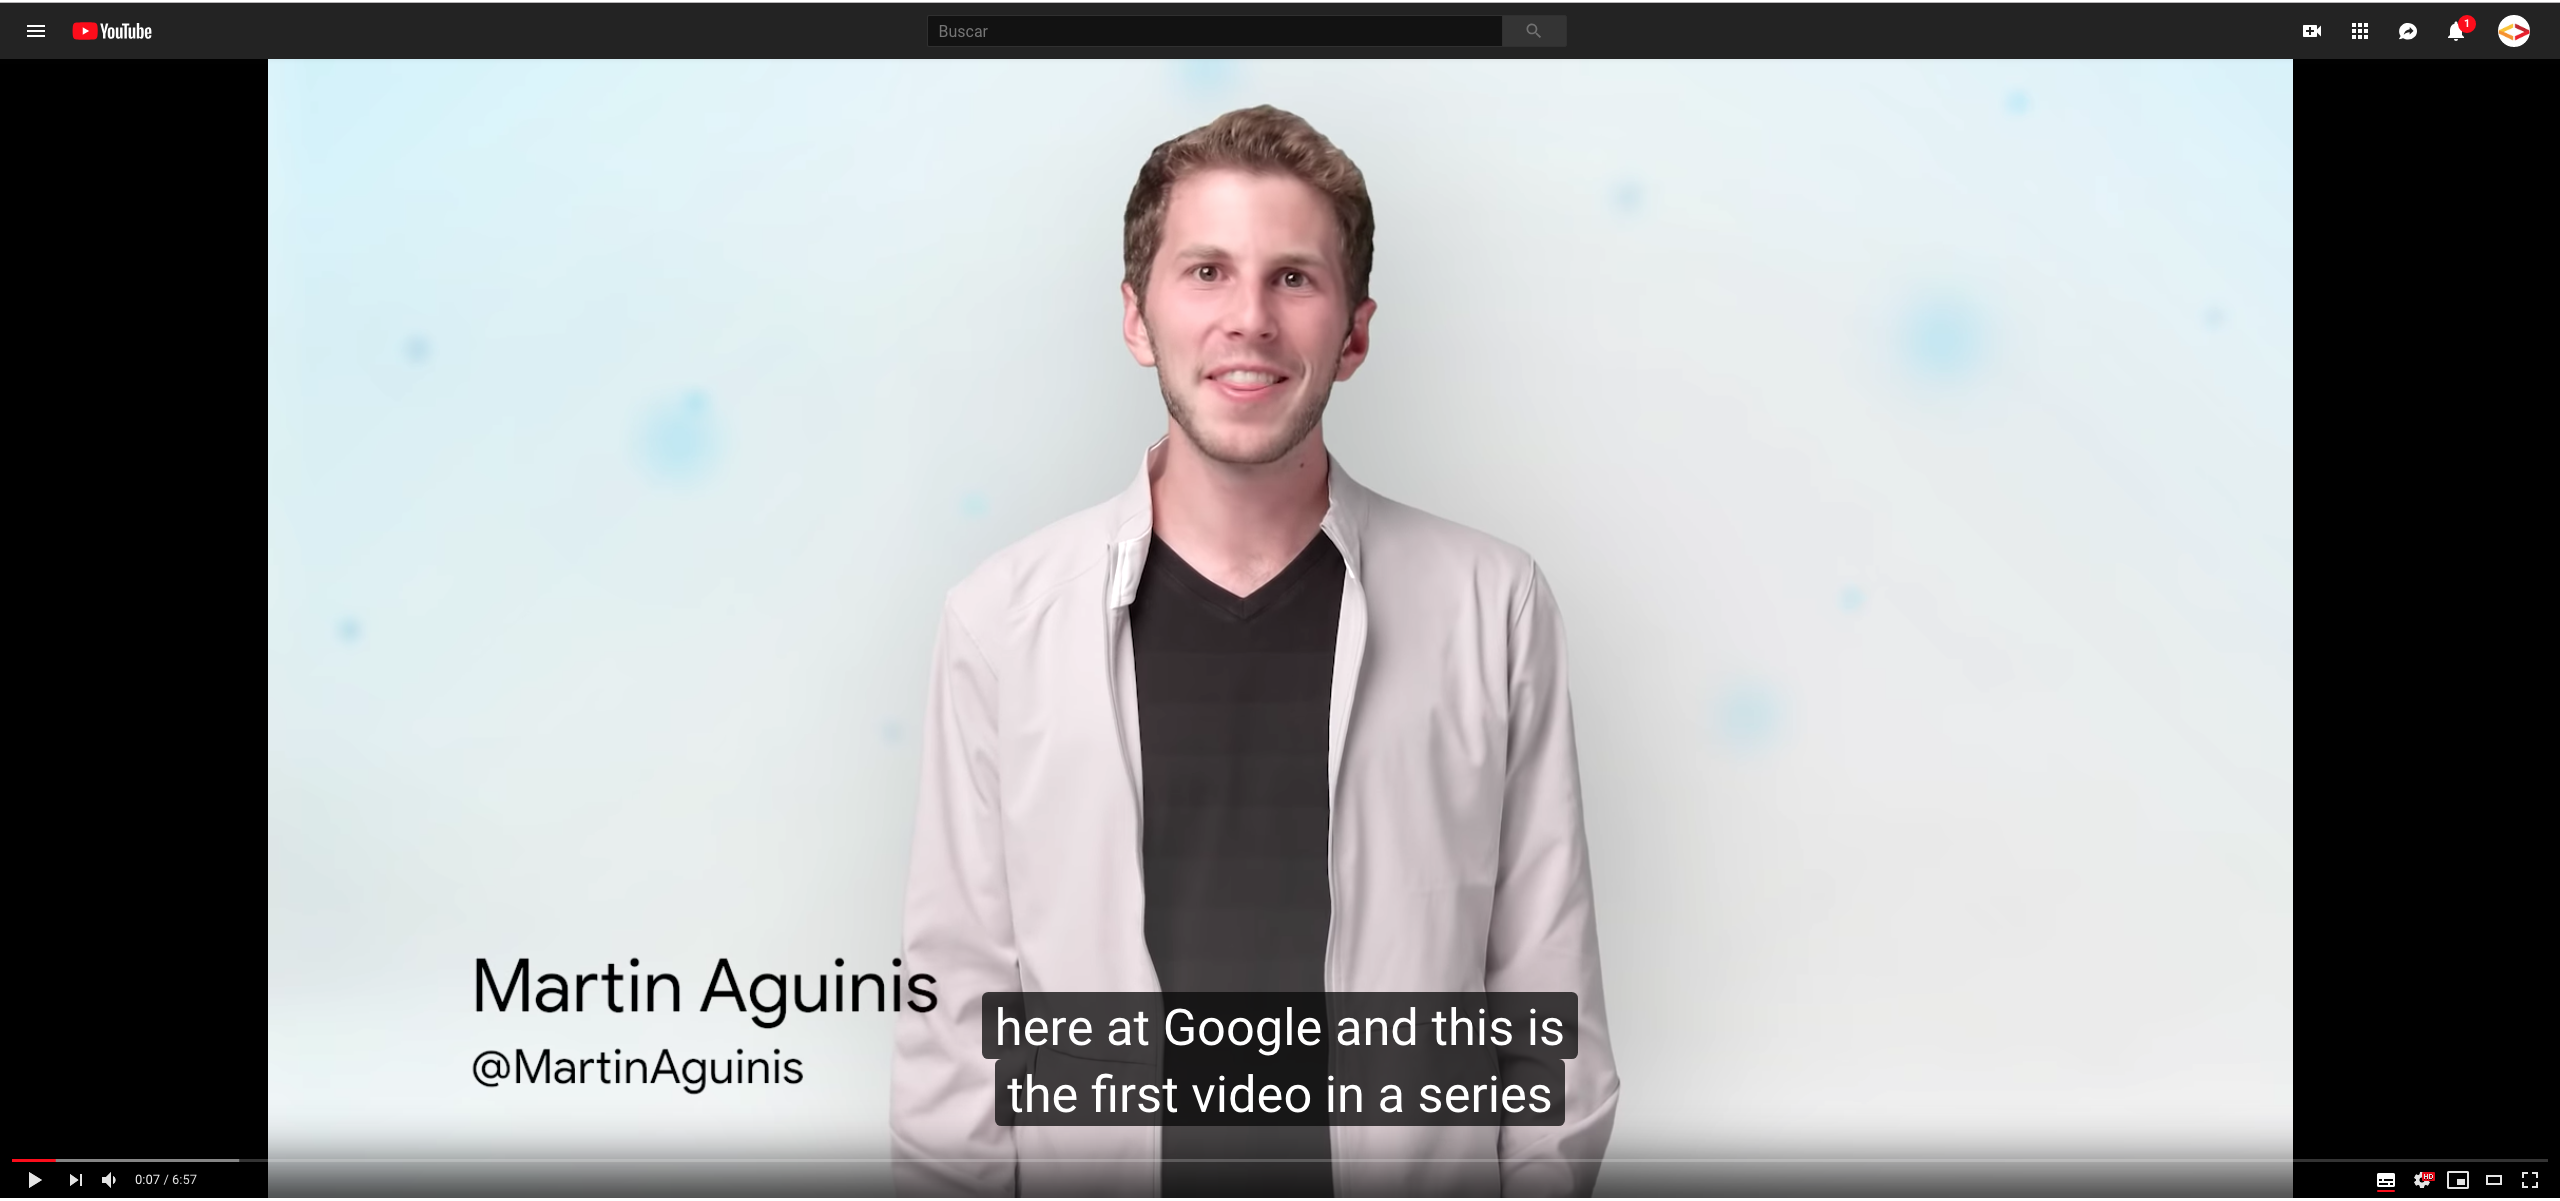 YouTube
Buscar
1
Martin Aguinis
@MartinAguinis
here at Google and this is
the first video in a series
0:07 / 6:57
HD